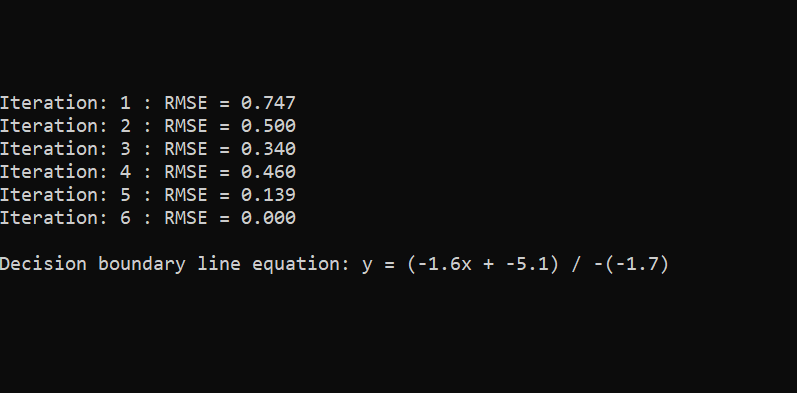 Iteration: 1 : RMSE = 0.747
Iteration: 2 : RMSE = 0.500
Iteration: 3 : RMSE = 0.340
Iteration: 4 : RMSE = 0.460
Iteration: 5 : RMSE = 0.139
Iteration: 6 : RMSE = 0.000
Decision boundary line equation: y = (-1.6x + -5.1) / -(-1.7)